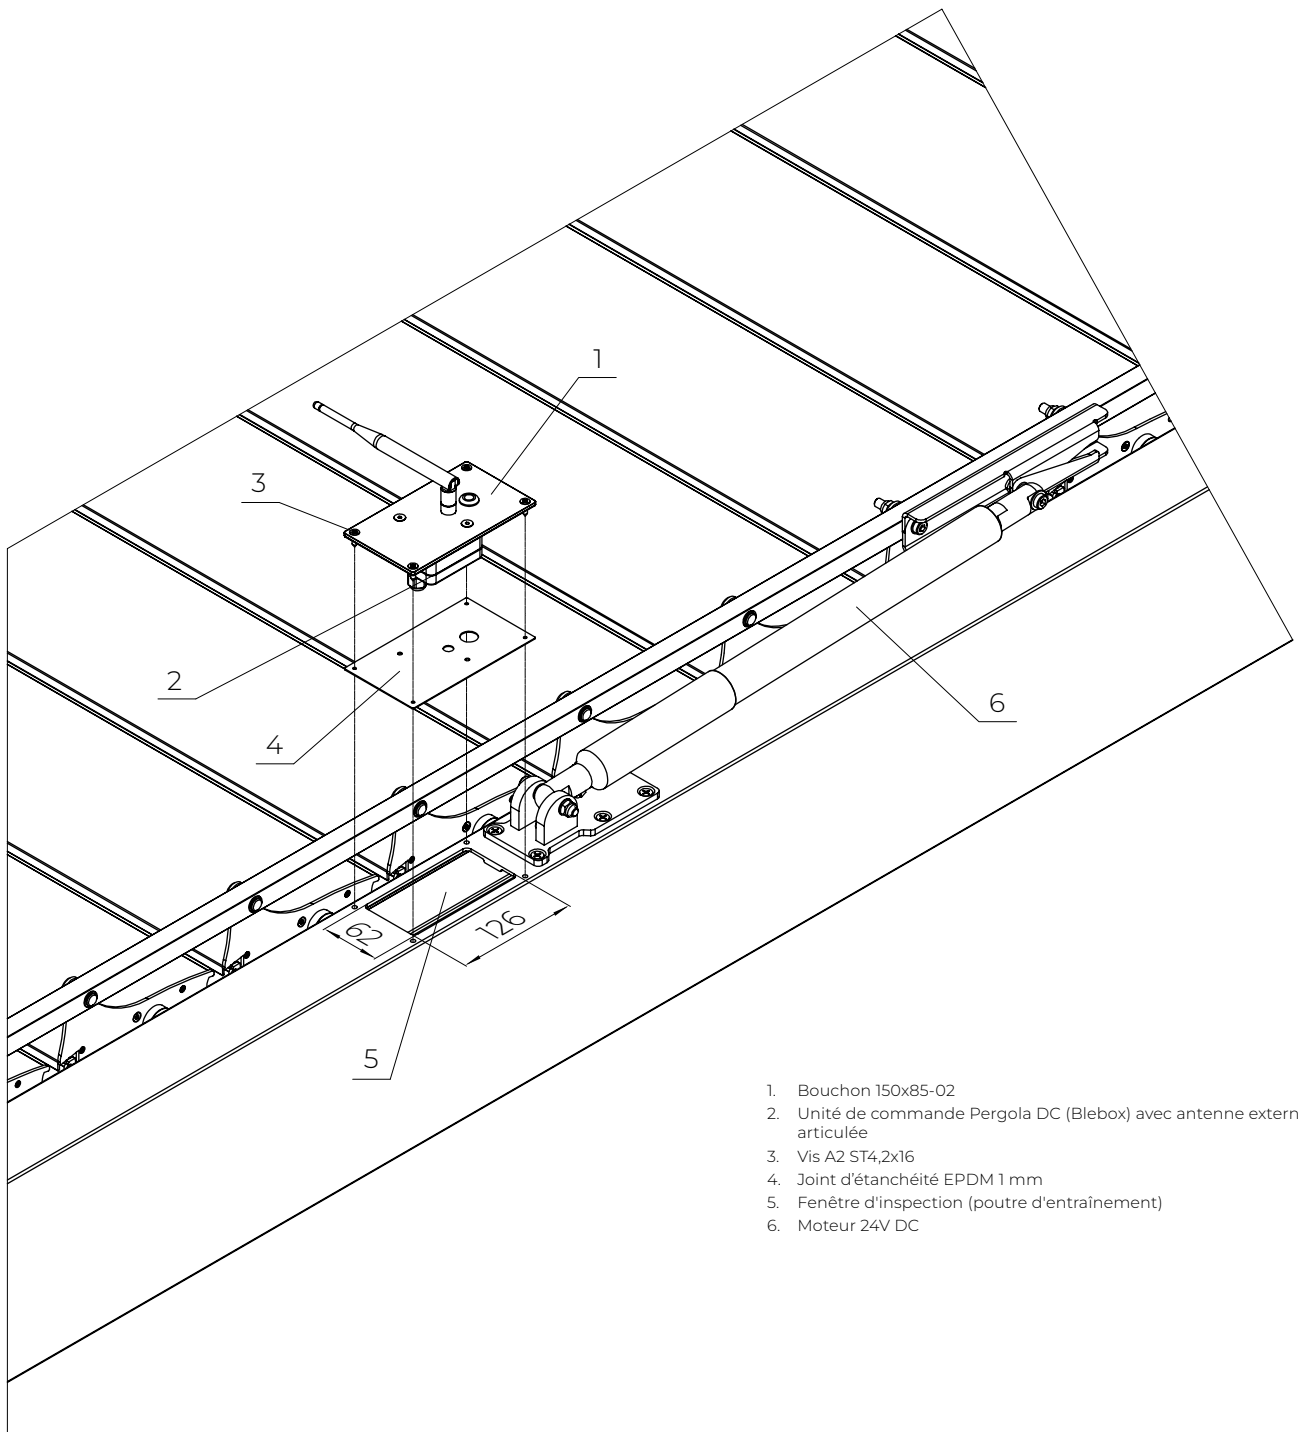 1
3
2
4
6
62
126
5
1. Bouchon 150x85-02
2. Unité de commande Pergola DC (Blebox) avec antenne extern
articulée
3. Vis A2 ST4,2x16
4. Joint d'étanchéité EPDM 1 mm
5. Fenêtre d'inspection (poutre d'entraînement)
6. Moteur 24V DC